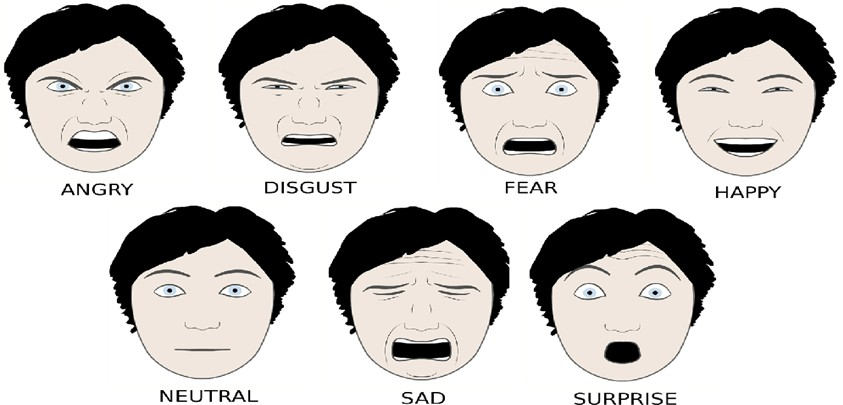 ANGRY
DISGUST
FEAR
HAPPY
NEUTRAL
SAD
SURPRISE